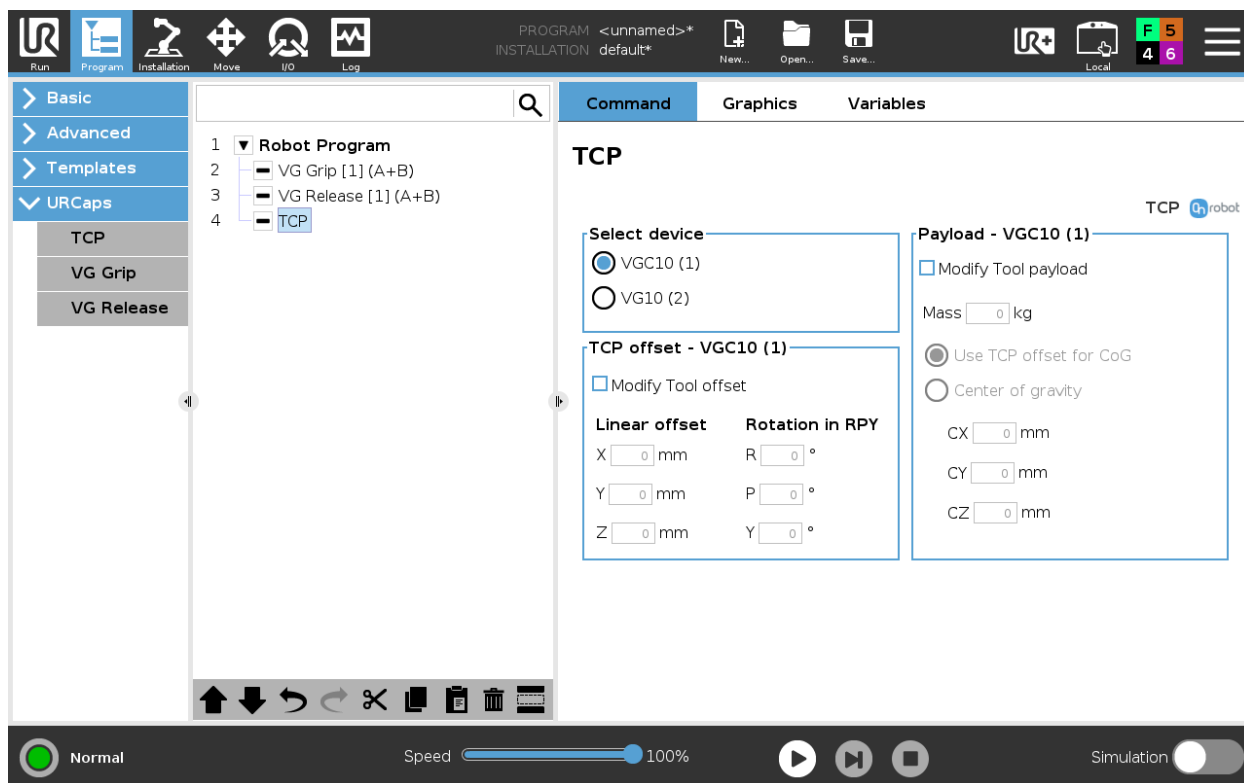 PROGRAM <unnamed>*
INSTALLATION default*
UR
Run
Program
Installation
Move
I/O
Log
New...
Open...
Save...
UR+
Local
F 5
4 6
Basic
Advanced
Templates
URCaps
TCP
VG Grip
VG Release
1 Robot Program
2 VG Grip [1] (A+B)
3 VG Release [1] (A+B)
4 TCP
Command Graphics Variables
TCP
TCP On robot
Select device
VGC10 (1)
VG10 (2)
TCP offset - VGC10 (1)
Modify Tool offset
Linear offset Rotation in RPY
X 0 mm R 0 °
Y 0 mm P 0 °
Z 0 mm Y 0 °
Payload - VGC10 (1)
Modify Tool payload
Mass 0 kg
Use TCP offset for CoG
Center of gravity
CX 0 mm
CY 0 mm
CZ 0 mm
Normal
Speed 100%
Simulation